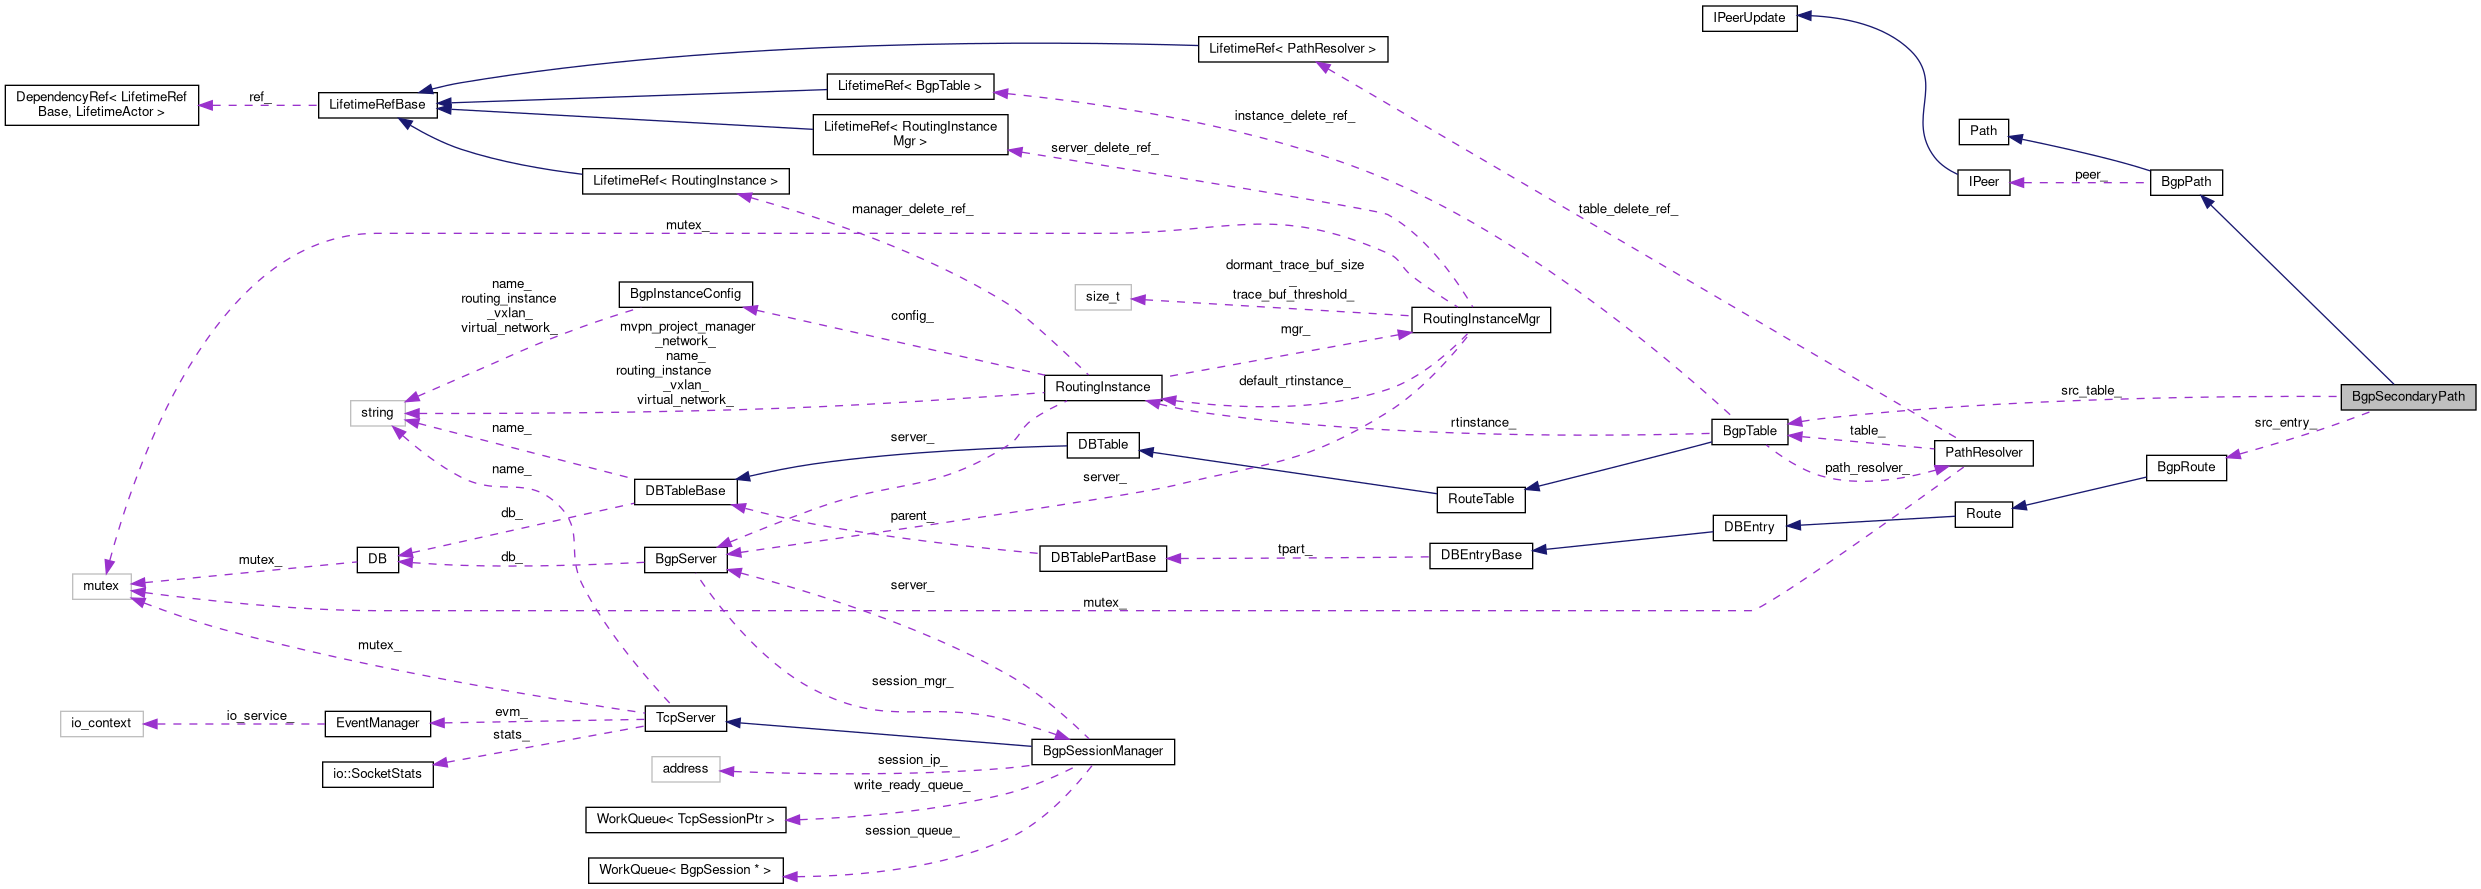 IPeerUpdate
LifetimeRef< PathResolver >
LifetimeRef< BgpTable >
DependencyRef< LifetimeRef
Base, LifetimeActor >
ref_
LifetimeRefBase
instance_delete_ref_
LifetimeRef< RoutingInstance
Mgr >
Path
server_delete_ref_
LifetimeRef< RoutingInstance >
peer_
IPeer
BgpPath
manager_delete_ref_
table_delete_ref_
mutex_
dormant_trace_buf_size
_
trace_buf_threshold_
size_t
name_
routing_instance
_vxlan_
virtual_network_
BgpInstanceConfig
config_
RoutingInstanceMgr
mgr_
mvpn_project_manager
_network_
name_
routing_instance
_vxlan_
virtual_network_
RoutingInstance
default_rtinstance_
src_table_
BgpSecondaryPath
string
rtinstance_
src_entry_
name_
server_
DBTable
BgpTable
table_
PathResolver
name_
server_
path_resolver_
BgpRoute
DBTableBase
RouteTable
db_
parent_
Route
DBEntry
mutex_
DB
db_
BgpServer
DBTablePartBase
tpart_
DBEntryBase
mutex
server_
mutex_
mutex_
session_mgr_
io_context
io_service_
EventManager
evm_
TcpServer
stats_
BgpSessionManager
io::SocketStats
address
session_ip_
write_ready_queue_
WorkQueue< TcpSessionPtr >
session_queue_
WorkQueue< BgpSession * >